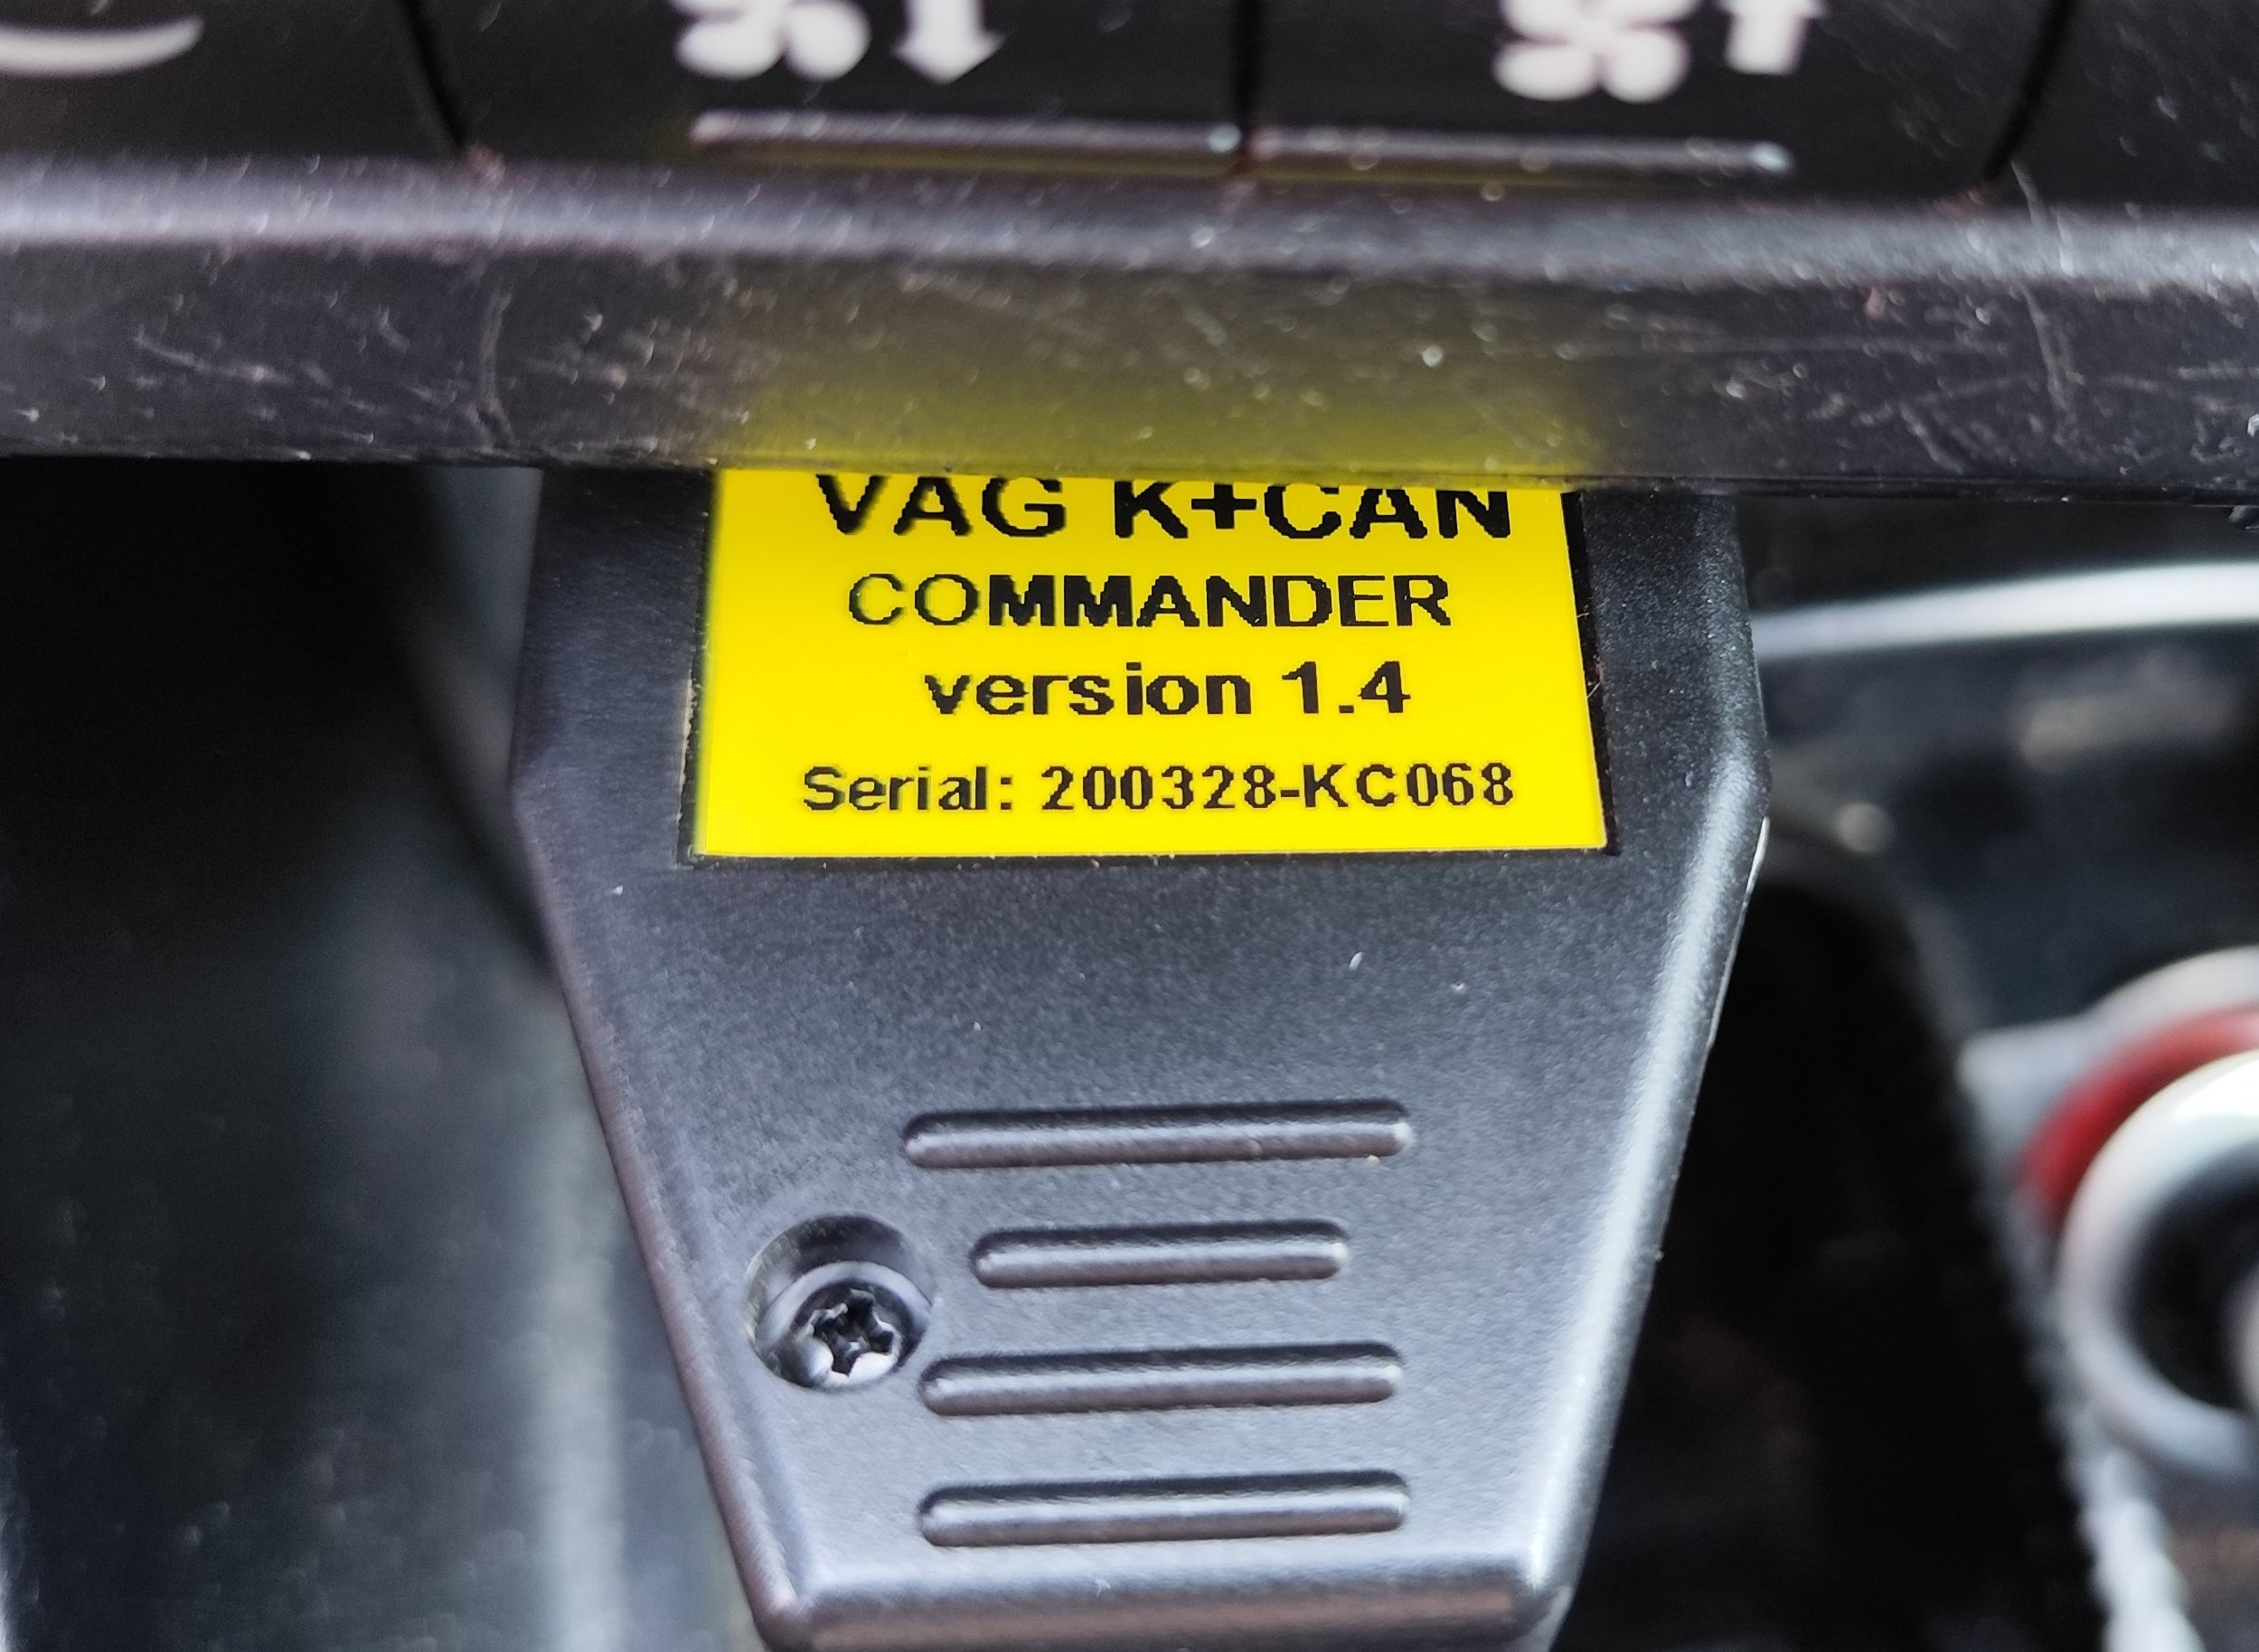 VAG K+CAN
COMMANDER
version 1.4
Serial: 200328-KC068